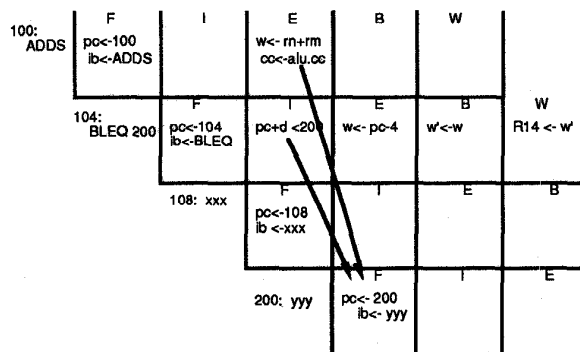 F I E B W
100:
ADDS
pc<-100
ib<-ADDS
w<- rn+rm
cc<-alu.cc
F I E B W
104:
BLEQ 200
pc<-104
ib<-BLEQ
pc+d <200
w<- pc-4
w'<-w
R14 <- w'
F I E B
108: xxx
pc<-108
ib <-xxx
F I E
200: yyy
pc<- 200
ib<- yyy